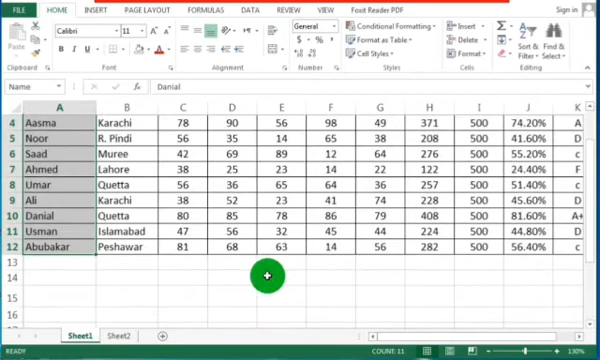 FILE HOME INSERT PAGE LAYOUT FORMULAS DATA REVIEW VIEW Foxit Reader PDF Sign in
Calibri 11 General Conditional Formatting Insert
Paste B I U $ % , Format as Table Delete Sort & Find &
Cell Styles Format Filter Select
Clipboard Font Alignment Number Styles Cells Editing
Name fx Danial
A B C D E F G H I J K
4 Aasma Karachi 78 90 56 98 49 371 500 74.20% A
5 Noor R. Pindi 56 35 14 65 38 208 500 41.60% D
6 Saad Muree 42 69 89 12 64 276 500 55.20% c
7 Ahmed Lahore 38 25 23 14 22 122 500 24.40% F
8 Umar Quetta 56 36 65 64 36 257 500 51.40% c
9 Ali Karachi 38 52 23 41 74 228 500 45.60% D
10 Danial Quetta 80 85 78 86 79 408 500 81.60% A+
11 Usman Islamabad 47 56 32 45 44 224 500 44.80% D
12 Abubakar Peshawar 81 68 63 14 56 282 500 56.40% c
13
14
15
16
Sheet1 Sheet2
READY COUNT: 11 130%